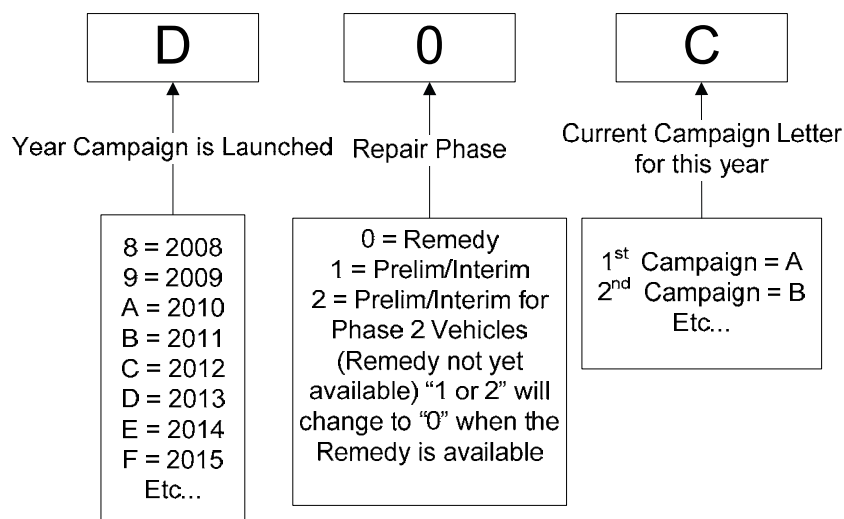 D
0
C
Year Campaign is Launched
Repair Phase
Current Campaign Letter
for this year
8 = 2008
9 = 2009
A = 2010
B = 2011
C = 2012
D = 2013
E = 2014
F = 2015
Etc...
0 = Remedy
1 = Prelim/Interim
2 = Prelim/Interim for
Phase 2 Vehicles
(Remedy not yet
available) “1 or 2” will
change to “0” when the
Remedy is available
1st Campaign = A
2nd Campaign = B
Etc...